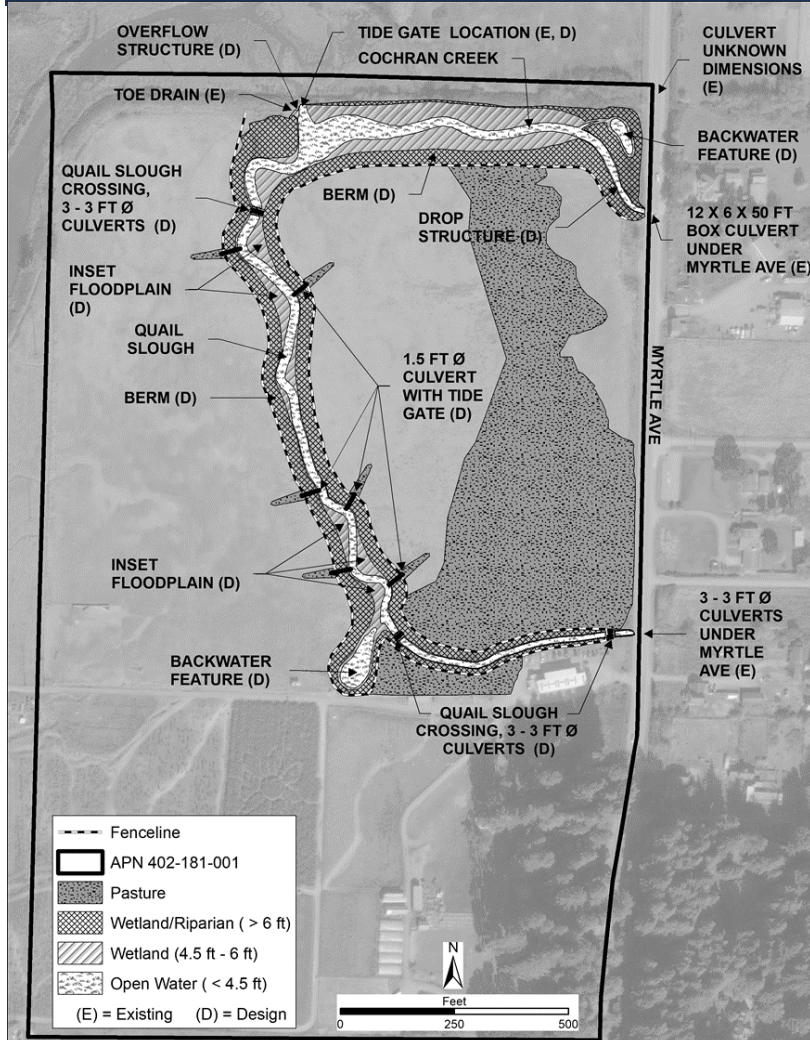 OVERFLOW
STRUCTURE (D)
TIDE GATE LOCATION (E, D)
COCHRAN CREEK
CULVERT
UNKNOWN
DIMENSIONS
(E)
TOE DRAIN (E)
BACKWATER
FEATURE (D)
QUAIL SLOUGH
CROSSING,
3 - 3 FT Ø
CULVERTS (D)
BERM (D)
DROP
STRUCTURE (D)
12 X 6 X 50 FT
BOX CULVERT
UNDER
MYRTLE AVE (E)
INSET
FLOODPLAIN
(D)
QUAIL
SLOUGH
BERM (D)
1.5 FT Ø
CULVERT
WITH TIDE
GATE (D)
MYRTLE AVE
INSET
FLOODPLAIN (D)
3 - 3 FT Ø
CULVERTS
UNDER
MYRTLE
AVE (E)
BACKWATER
FEATURE (D)
QUAIL SLOUGH
CROSSING, 3 - 3 FT Ø
CULVERTS (D)
Fenceline
APN 402-181-001
Pasture
Wetland/Riparian ( > 6 ft)
Wetland (4.5 ft - 6 ft)
Open Water ( < 4.5 ft)
(E) = Existing (D) = Design
N
Feet
0 250 500